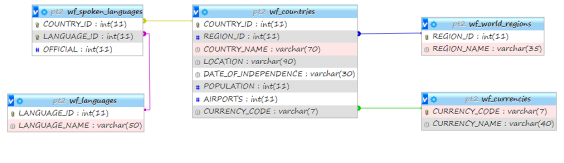 pt2 wf_spoken_languages
COUNTRY_ID : int(11)
LANGUAGE_ID : int(11)
OFFICIAL : int(11)
pt2 wf_languages
LANGUAGE_ID : int(11)
LANGUAGE_NAME : varchar(50)
pt2 wf_countries
COUNTRY_ID : int(11)
REGION_ID : int(11)
COUNTRY_NAME : varchar(70)
LOCATION : varchar(40)
DATE_OF_INDEPENDENCE : varchar(30)
POPULATION : int(11)
AIRPORTS : int(11)
CURRENCY_CODE : varchar(7)
pt2 wf_world_regions
REGION_ID : int(11)
REGION_NAME : varchar(35)
pt2 wf_currencies
CURRENCY_CODE : varchar(7)
CURRENCY_NAME : varchar(40)